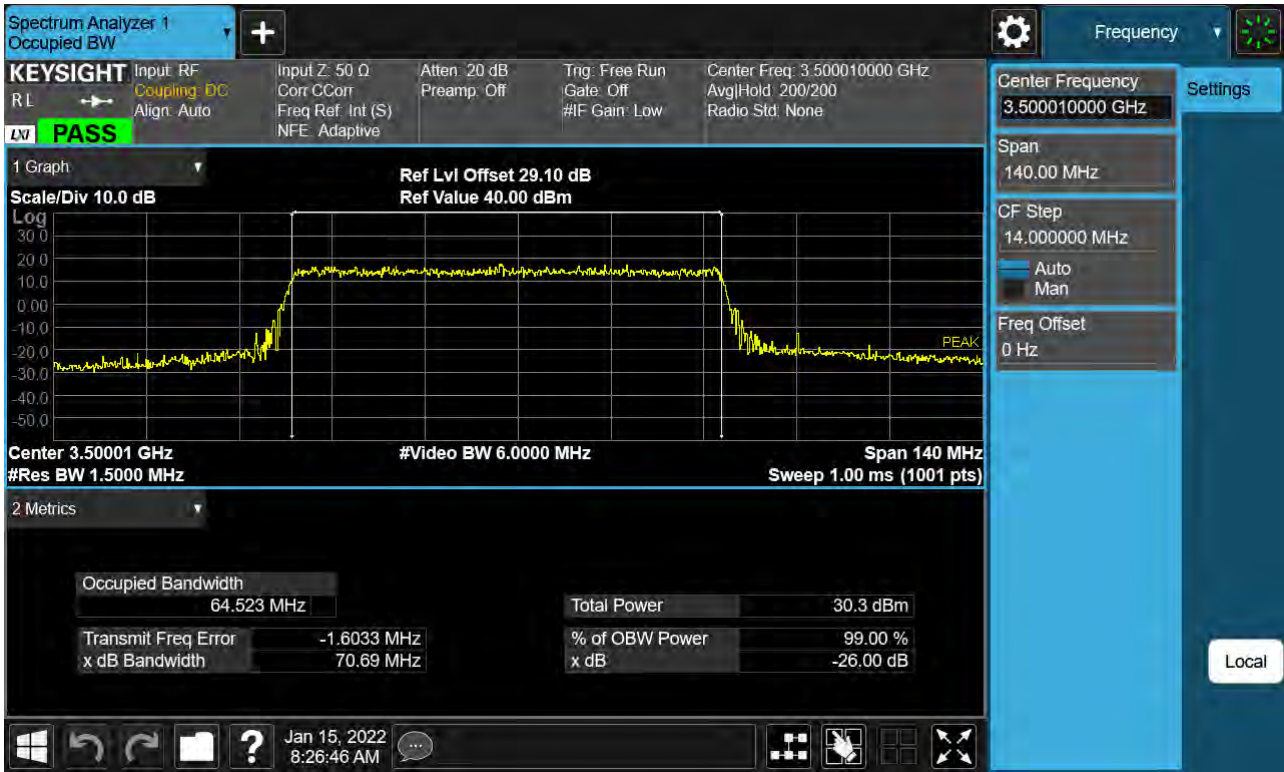 Spectrum Analyzer 1
Occupied BW
+
Frequency
KEYSIGHT
RL
LXI
PASS
Input: RF
Coupling: DC
Align: Auto
Input Z: 50 Ω
Corr CCorr
Freq Ref: Int (S)
NFE: Adaptive
Atten: 20 dB
Preamp: Off
Trig: Free Run
Gate: Off
#IF Gain: Low
Center Freq: 3.500010000 GHz
Avg|Hold: 200/200
Radio Std: None
Center Frequency
3.500010000 GHz
Settings
Span
140.00 MHz
CF Step
14.000000 MHz
Auto
Man
Freq Offset
0 Hz
1 Graph
Scale/Div 10.0 dB
Ref Lvl Offset 29.10 dB
Ref Value 40.00 dBm
Log
30.0
20.0
10.0
0.00
-10.0
-20.0
-30.0
-40.0
-50.0
PEAK
Center 3.50001 GHz
#Video BW 6.0000 MHz
Span 140 MHz
#Res BW 1.5000 MHz
Sweep 1.00 ms (1001 pts)
2 Metrics
Occupied Bandwidth
64.523 MHz
Total Power 30.3 dBm
Transmit Freq Error -1.6033 MHz
% of OBW Power 99.00 %
x dB Bandwidth 70.69 MHz
x dB -26.00 dB
Local
?
Jan 15, 2022
8:26:46 AM